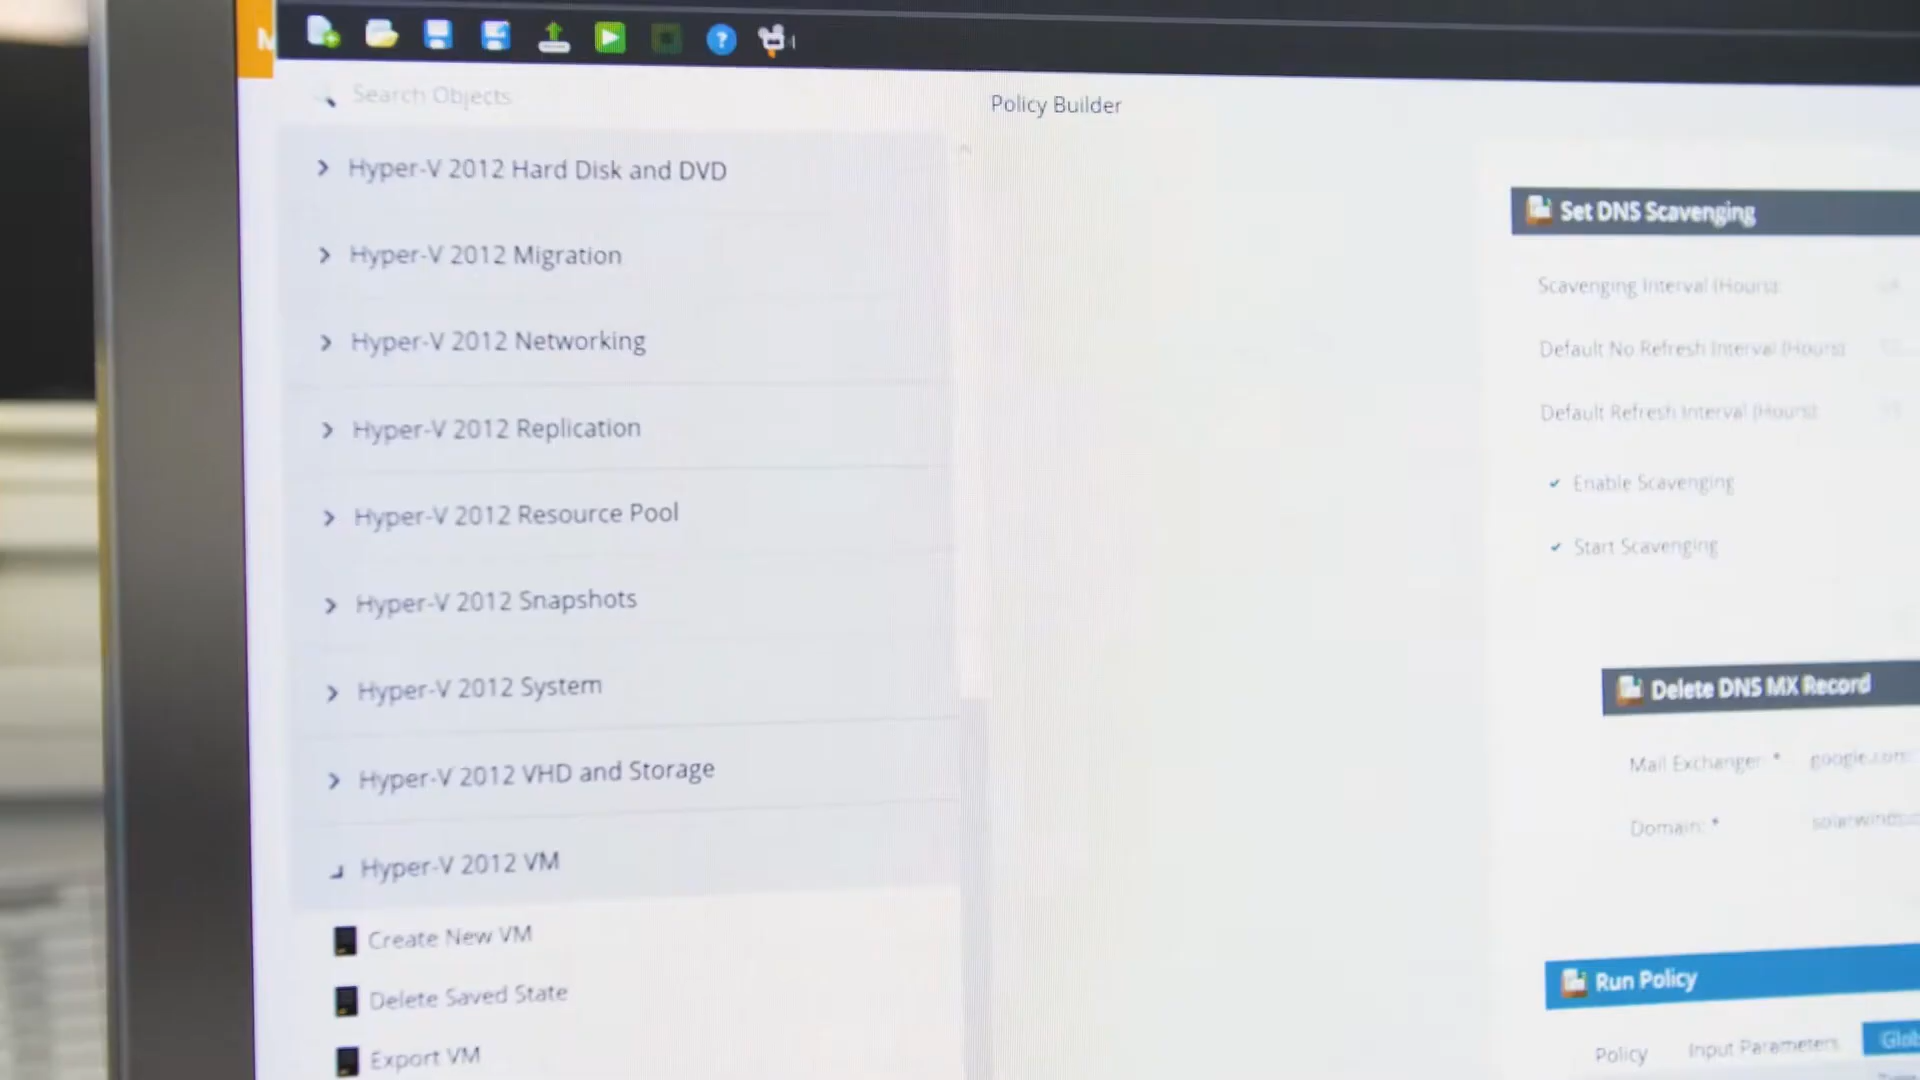 M
Search Objects
Policy Builder
Hyper-V 2012 Hard Disk and DVD
Hyper-V 2012 Migration
Hyper-V 2012 Networking
Hyper-V 2012 Replication
Hyper-V 2012 Resource Pool
Hyper-V 2012 Snapshots
Hyper-V 2012 System
Hyper-V 2012 VHD and Storage
Hyper-V 2012 VM
Create New VM
Delete Saved State
Export VM
Set DNS Scavenging
Scavenging Interval (Hours):
Default No Refresh Interval (Hours):
Default Refresh Interval (Hours):
Enable Scavenging
Start Scavenging
Delete DNS MX Record
Mail Exchanger: * google.com
Domain: *
Run Policy
Policy Input Parameters Glob